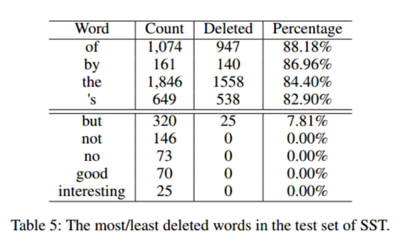 Word Count Deleted Percentage
of 1,074 947 88.18%
by 161 140 86.96%
the 1,846 1558 84.40%
's 649 538 82.90%
but 320 25 7.81%
not 146 0 0.00%
no 73 0 0.00%
good 70 0 0.00%
interesting 25 0 0.00%
Table 5: The most/least deleted words in the test set of SST.